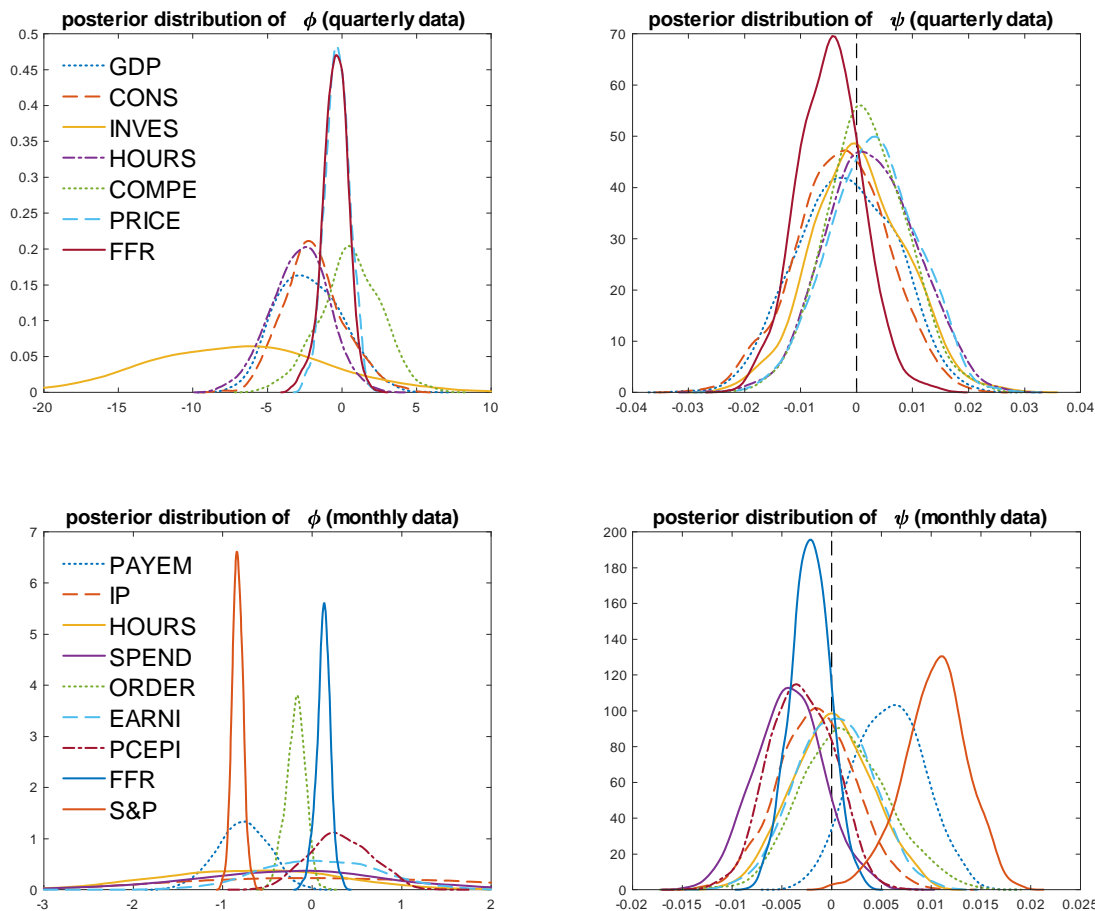 posterior distribution of ϕ (quarterly data)
0.5
0.45
0.4
0.35
0.3
0.25
0.2
0.15
0.1
0.05
0
GDP
CONS
INVES
HOURS
COMPE
PRICE
FFR
-20 -15 -10 -5 0 5 10
posterior distribution of ψ (quarterly data)
70
60
50
40
30
20
10
0
-0.04 -0.03 -0.02 -0.01 0 0.01 0.02 0.03 0.04
posterior distribution of ϕ (monthly data)
7
6
5
4
3
2
1
0
PAYEM
IP
HOURS
SPEND
ORDER
EARNI
PCEPI
FFR
S&P
-3 -2 -1 0 1 2
posterior distribution of ψ (monthly data)
200
180
160
140
120
100
80
60
40
20
0
-0.02 -0.015 -0.01 -0.005 0 0.005 0.01 0.015 0.02 0.025